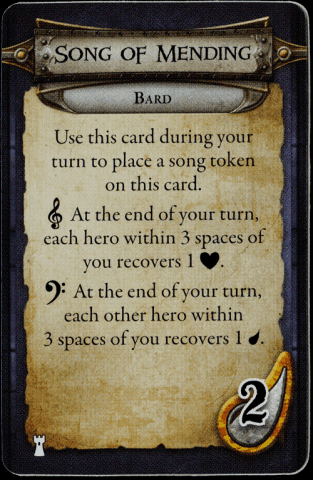 Song of Mending
Bard
Use this card during your
turn to place a song token
on this card.
𝄞 At the end of your turn,
each hero within 3 spaces of
you recovers 1 ♥.
𝄢 At the end of your turn,
each other hero within
3 spaces of you recovers 1 💧.
2